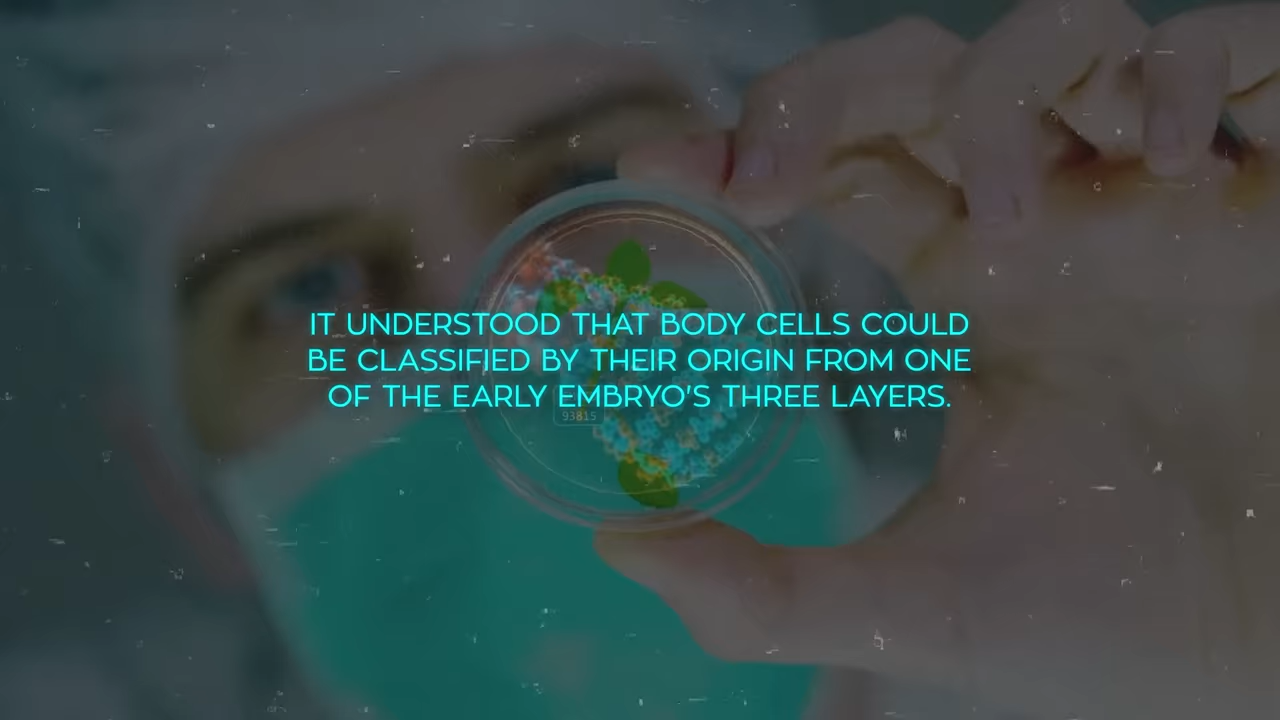 IT UNDERSTOOD THAT BODY CELLS COULD
BE CLASSIFIED BY THEIR ORIGIN FROM ONE
OF THE EARLY EMBRYO'S THREE LAYERS.
93815